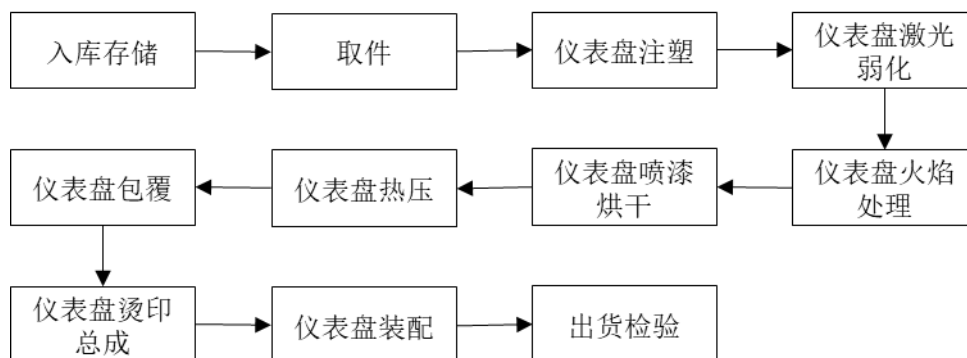 入库存储
取件
仪表盘注塑
仪表盘激光
弱化
仪表盘火焰
处理
仪表盘喷漆
烘干
仪表盘热压
仪表盘包覆
仪表盘烫印
总成
仪表盘装配
出货检验